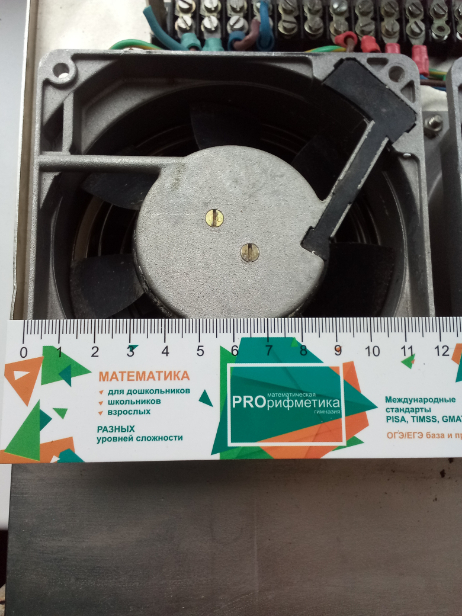 0 1 2 3 4 5 6 7 8 9 10 11 12
МАТЕМАТИКА
для дошкольников
школьников
взрослых
РАЗНЫХ
уровней сложности
математическая
PROрифметика
гимназия
Международные
стандарты
PISA, TIMSS, GMA
ОГЭ/ЕГЭ база и п